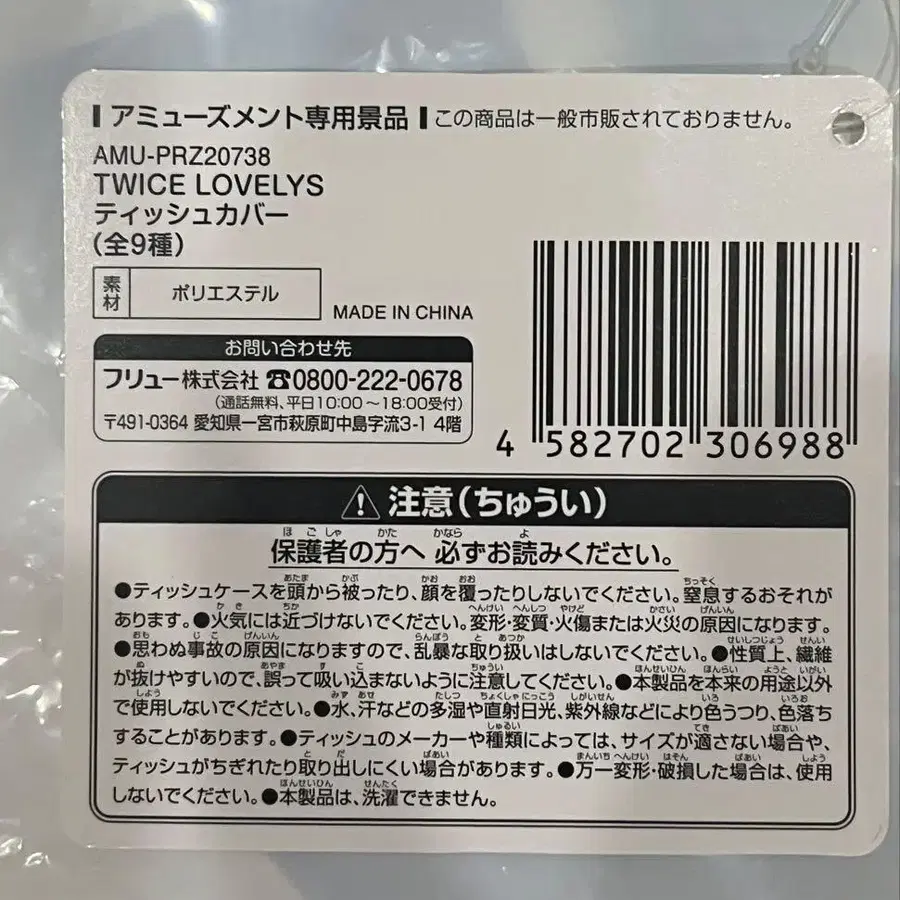 アミューズメント専用景品 この商品は一般市販されておりません。
AMU-PRZ20738
TWICE LOVELYS
ティッシュカバー
(全9種)
素材 ポリエステル
MADE IN CHINA
お問い合わせ先
フリュー株式会社 ☎0800-222-0678
(通話無料、平日10:00～18:00受付)
〒491-0364 愛知県一宮市萩原町中島字流3-1 4階
4 582702 306988
⚠注意(ちゅうい)
保護者の方へ 必ずお読みください。
●ティッシュケースを頭から被ったり、顔を覆ったりしないでください。窒息するおそれが
あります。●火気には近づけないでください。変形・変質・火傷または火災の原因になります。
●思わぬ事故の原因になりますので、乱暴な取り扱いはしないでください。●性質上、繊維
が抜けやすいので、誤って吸い込まないように注意してください。●本製品を本来の用途以外
で使用しないでください。●水、汗などの多湿や直射日光、紫外線などにより色うつり、色落ち
することがあります。●ティッシュのメーカーや種類によっては、サイズが適さない場合や、
ティッシュがちぎれたり取り出しにくい場合があります。●万一変形・破損した場合は、使用
しないでください。●本製品は、洗濯できません。